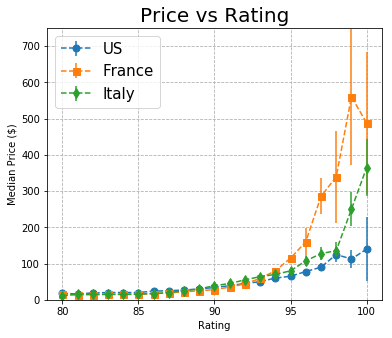 Price vs Rating
US
France
Italy
Median Price ($)
700
600
500
400
300
200
100
0
80
85
90
95
100
Rating